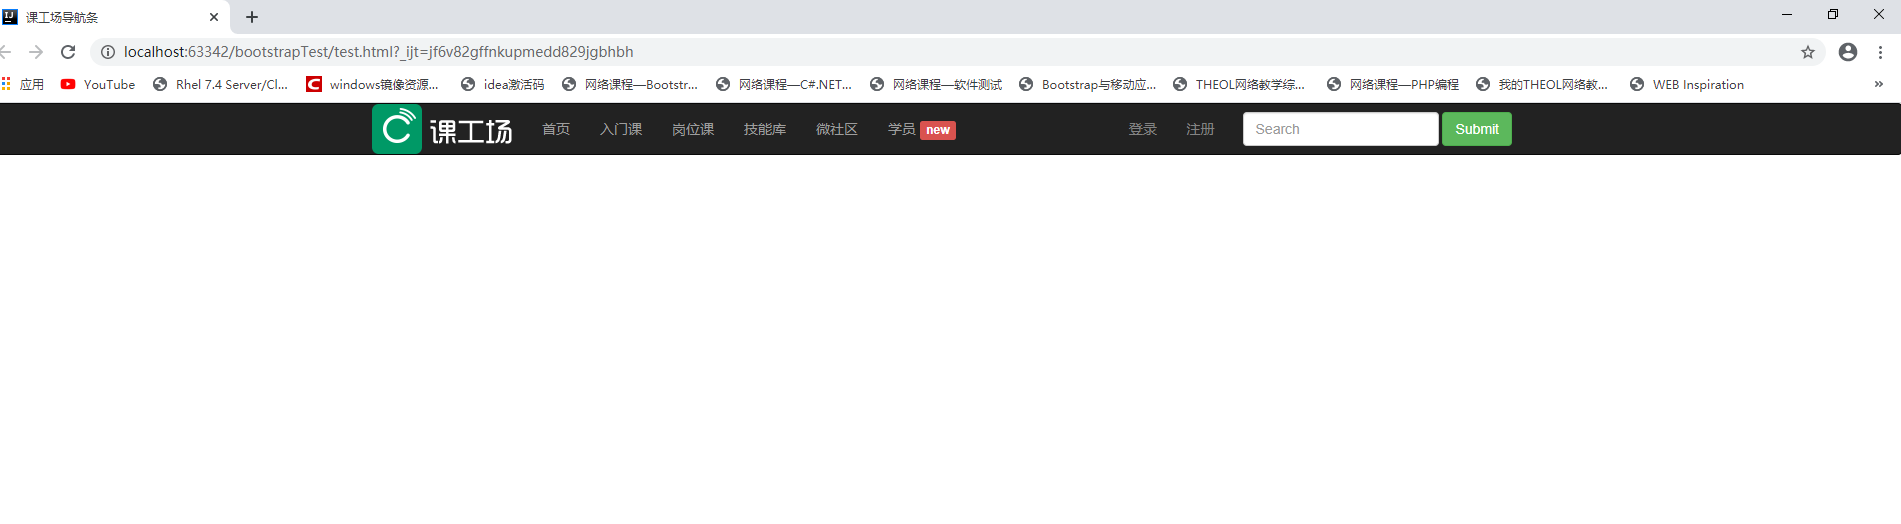 课工场导航条
localhost:63342/bootstrapTest/test.html?_ijt=jf6v82gffnkupmedd829jgbhbh
应用 YouTube Rhel 7.4 Server/Cl... windows镜像资源... idea激活码 网络课程—Bootstr... 网络课程—C#.NET... 网络课程—软件测试 Bootstrap与移动应... THEOL网络教学综... 网络课程—PHP编程 我的THEOL网络教... WEB Inspiration »
课工场 首页 入门课 岗位课 技能库 微社区 学员 new 登录 注册 Search Submit